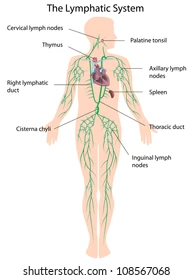 The Lymphatic System
Cervical lymph nodes
Palatine tonsil
Thymus
Axillary lymph
nodes
Right lymphatic
duct
Spleen
Cisterna chyli
Thoracic duct
Inguinal lymph
nodes
shutterstock.com · 108567068